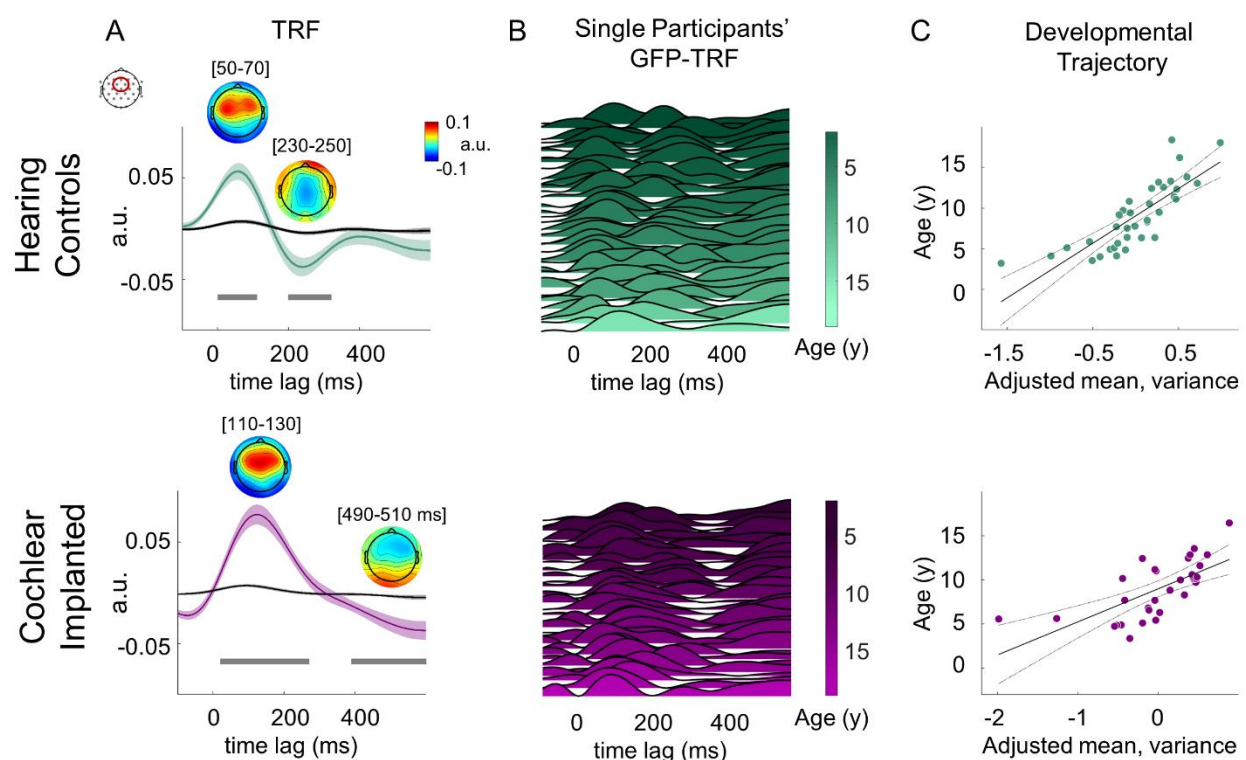 A
TRF
B
Single Participants'
GFP-TRF
C
Developmental
Trajectory
Hearing
Controls
[50-70]
[230-250]
0.1
a.u.
-0.1
0.05
-0.05
a.u.
0
200
400
time lag (ms)
0
200
400
time lag (ms)
5
10
15
Age (y)
15
10
5
0
Age (y)
-1.5
-0.5
0.5
Adjusted mean, variance
Cochlear
Implanted
[110-130]
[490-510 ms]
0.05
-0.05
a.u.
0
200
400
time lag (ms)
0
200
400
time lag (ms)
5
10
15
Age (y)
15
10
5
0
Age (y)
-2
-1
0
Adjusted mean, variance